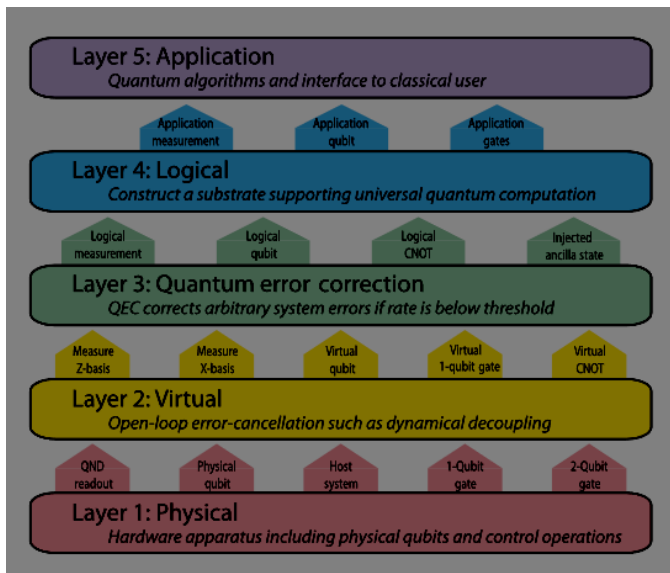 Layer 5: Application
Quantum algorithms and interface to classical user
Application
measurement
Application
qubit
Application
gates
Layer 4: Logical
Construct a substrate supporting universal quantum computation
Logical
measurement
Logical
qubit
Logical
CNOT
Injected
ancilla state
Layer 3: Quantum error correction
QEC corrects arbitrary system errors if rate is below threshold
Measure
Z-basis
Measure
X-basis
Virtual
qubit
Virtual
1-qubit gate
Virtual
CNOT
Layer 2: Virtual
Open-loop error-cancellation such as dynamical decoupling
QND
readout
Physical
qubit
Host
system
1-Qubit
gate
2-Qubit
gate
Layer 1: Physical
Hardware apparatus including physical qubits and control operations